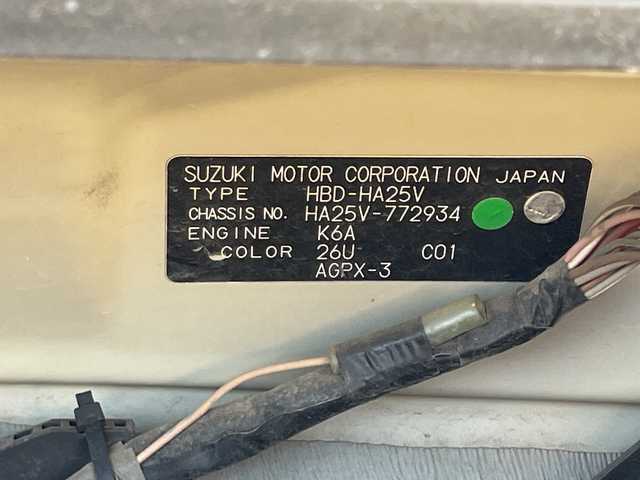 SUZUKI MOTOR CORPORATION JAPAN
TYPE HBD-HA25V
CHASSIS NO. HA25V-772934
ENGINE K6A
COLOR 26U C01
AGPX-3